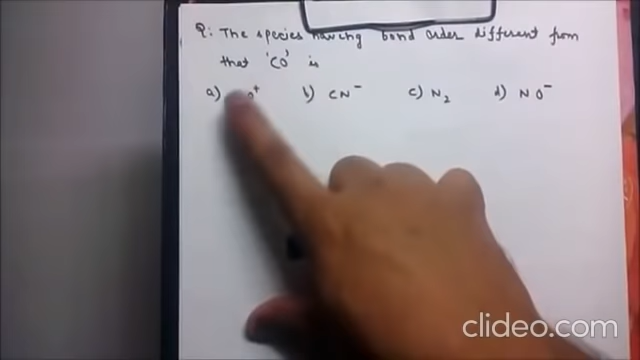 Q: The species having bond order different from
that 'CO' is
a) O⁺ b) CN⁻ c) N₂ d) NO⁻
clideo.com